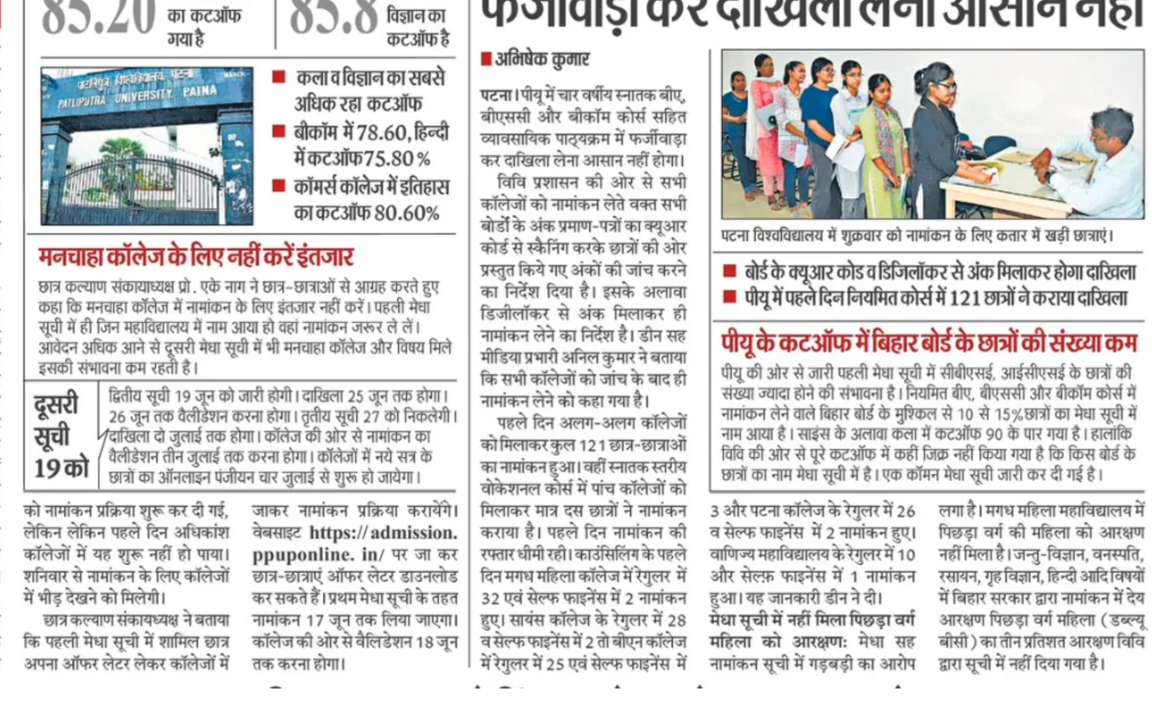 85.20
का कटऑफ
गया है
85.8
विज्ञान का
कटऑफ है
पाटलिपुत्र विश्वविद्यालय, पटना
PATLIPUTRA UNIVERSITY, PATNA
■ कला व विज्ञान का सबसे
अधिक रहा कटऑफ
■ बीकॉम में 78.60, हिन्दी
में कटऑफ 75.80 %
■ कॉमर्स कॉलेज में इतिहास
का कटऑफ 80.60%
मनचाहा कॉलेज के लिए नहीं करें इंतजार
छात्र कल्याण संकायाध्यक्ष प्रो. एके नाग ने छात्र-छात्राओं से आग्रह करते हुए
कहा कि मनचाहा कॉलेज में नामांकन के लिए इंतजार नहीं करें। पहली मेधा
सूची में ही जिन महाविद्यालय में नाम आया हो वहां नामांकन जरूर ले लें।
आवेदन अधिक आने से दूसरी मेधा सूची में भी मनचाहा कॉलेज और विषय मिले
इसकी संभावना कम रहती है।
दूसरी
सूची
19 को
द्वितीय सूची 19 जून को जारी होगी। दाखिला 25 जून तक होगा।
26 जून तक वैलीडेशन करना होगा। तृतीय सूची 27 को निकलेगी।
दाखिला दो जुलाई तक होगा। कॉलेज की ओर से नामांकन का
वैलीडेशन तीन जुलाई तक करना होगा। कॉलेजों में नये सत्र के
छात्रों का ऑनलाइन पंजीयन चार जुलाई से शुरू हो जायेगा।
को नामांकन प्रक्रिया शुरू कर दी गई,
लेकिन लेकिन पहले दिन अधिकांश
कॉलेजों में यह शुरू नहीं हो पाया।
शनिवार से नामांकन के लिए कॉलेजों
में भीड़ देखने को मिलेगी।
छात्र कल्याण संकायध्यक्ष ने बताया
कि पहली मेधा सूची में शामिल छात्र
अपना ऑफर लेटर लेकर कॉलेजों में
जाकर नामांकन प्रक्रिया करायेंगे।
वेबसाइट https://admission.
ppuponline. in/ पर जा कर
छात्र-छात्राएं ऑफर लेटर डाउनलोड
कर सकते हैं। प्रथम मेधा सूची के तहत
नामांकन 17 जून तक लिया जाएगा।
कॉलेज की ओर से वैलिडेशन 18 जून
तक करना होगा।
फर्जीवाड़ा कर दाखिला लेना आसान नहीं
■ अभिषेक कुमार
पटना। पीयू में चार वर्षीय स्नातक बीए,
बीएससी और बीकॉम कोर्स सहित
व्यावसायिक पाठ्यक्रम में फर्जीवाड़ा
कर दाखिला लेना आसान नहीं होगा।
विवि प्रशासन की ओर से सभी
कॉलेजों को नामांकन लेते वक्त सभी
बोर्डों के अंक प्रमाण-पत्रों का क्यूआर
कोर्ड से स्कैनिंग करके छात्रों की ओर
प्रस्तुत किये गए अंकों की जांच करने
का निर्देश दिया है। इसके अलावा
डिजीलॉकर से अंक मिलाकर ही
नामांकन लेने का निर्देश है। डीन सह
मीडिया प्रभारी अनिल कुमार ने बताया
कि सभी कॉलेजों को जांच के बाद ही
नामांकन लेने को कहा गया है।
पहले दिन अलग-अलग कॉलेजों
को मिलाकर कुल 121 छात्र-छात्राओं
का नामांकन हुआ। वहीं स्नातक स्तरीय
वोकेशनल कोर्स में पांच कॉलेजों को
मिलाकर मात्र दस छात्रों ने नामांकन
कराया है। पहले दिन नामांकन की
रफ्तार धीमी रही। काउंसिलिंग के पहले
दिन मगध महिला कॉलेज में रेगुलर में
32 एवं सेल्फ फाइनेंस में 2 नामांकन
हुए। सायंस कॉलेज के रेगुलर में 28
व सेल्फ फाइनेंस में 2 तो बीएन कॉलेज
में रेगुलर में 25 एवं सेल्फ फाइनेंस में
पटना विश्वविद्यालय में शुक्रवार को नामांकन के लिए कतार में खड़ीं छात्राएं।
■ बोर्ड के क्यूआर कोड व डिजिलॉकर से अंक मिलाकर होगा दाखिला
■ पीयू में पहले दिन नियमित कोर्स में 121 छात्रों ने कराया दाखिला
पीयू के कटऑफ में बिहार बोर्ड के छात्रों की संख्या कम
पीयू की ओर से जारी पहली मेधा सूची में सीबीएसई, आईसीएसई के छात्रों की
संख्या ज्यादा होने की संभावना है। नियमित बीए, बीएससी और बीकॉम कोर्स में
नामांकन लेने वाले बिहार बोर्ड के मुश्किल से 10 से 15% छात्रों का मेधा सूची में
नाम आया है। साइंस के अलावा कला में कटऑफ 90 के पार गया है। हालांकि
विवि की ओर से पूरे कटऑफ में कहीं जिक्र नहीं किया गया है कि किस बोर्ड के
छात्रों का नाम मेधा सूची में है। एक कॉमन मेधा सूची जारी कर दी गई है।
3 और पटना कॉलेज के रेगुलर में 26
व सेल्फ फाइनेंस में 2 नामांकन हुए।
वाणिज्य महाविद्यालय के रेगुलर में 10
और सेल्फ़ फाइनेंस में 1 नामांकन
हुआ। यह जानकारी डीन ने दी।
मेधा सूची में नहीं मिला पिछड़ा वर्ग
महिला को आरक्षण: मेधा सह
नामांकन सूची में गड़बड़ी का आरोप
लगा है। मगध महिला महाविद्यालय में
पिछड़ा वर्ग की महिला को आरक्षण
नहीं मिला है। जन्तु-विज्ञान, वनस्पति,
रसायन, गृह विज्ञान, हिन्दी आदि विषयों
में बिहार सरकार द्वारा नामांकन में देय
आरक्षण पिछड़ा वर्ग महिला (डब्ल्यू
बीसी) का तीन प्रतिशत आरक्षण विवि
द्वारा सूची में नहीं दिया गया है।